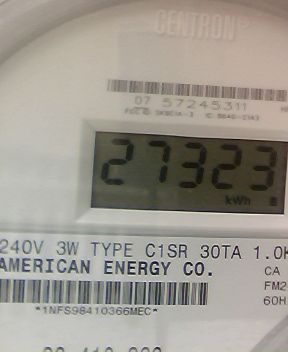 CENTRON®
07 57245311
27323
kWh
240V 3W TYPE C1SR 30TA 1.0K
AMERICAN ENERGY CO.
CA
FM2
60H
*1NFS98410366MEC*